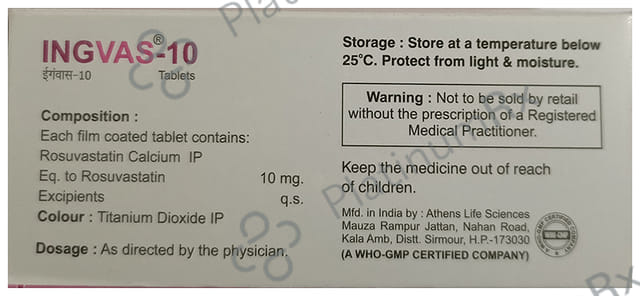 INGVAS®-10
ईंगवास-10 Tablets
Composition :
Each film coated tablet contains:
Rosuvastatin Calcium IP
Eq. to Rosuvastatin 10 mg.
Excipients q.s.
Colour : Titanium Dioxide IP
Dosage : As directed by the physician.
Storage : Store at a temperature below
25°C. Protect from light & moisture.
Warning : Not to be sold by retail
without the prescription of a Registered
Medical Practitioner.
Keep the medicine out of reach
of children.
Mfd. in India by : Athens Life Sciences
Mauza Rampur Jattan, Nahan Road,
Kala Amb, Distt. Sirmour, H.P.-173030
(A WHO-GMP CERTIFIED COMPANY)
PlatinumRx